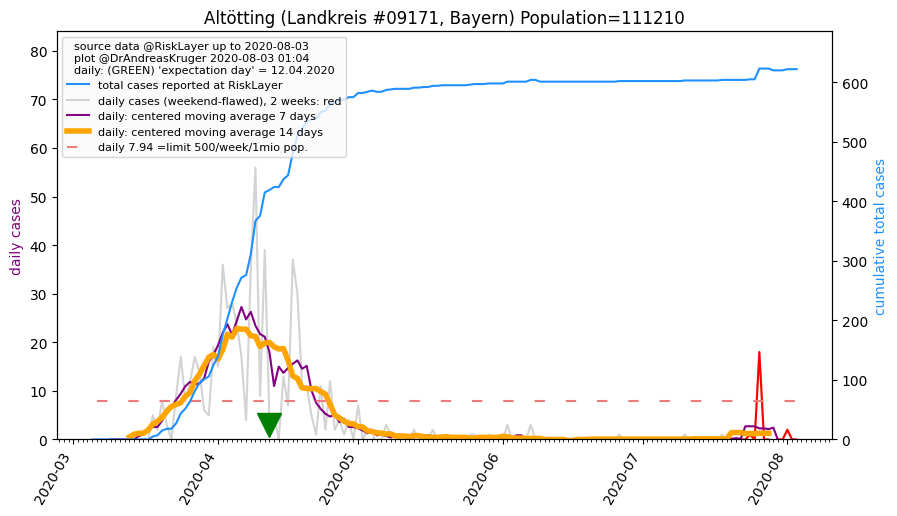 Altötting (Landkreis #09171, Bayern) Population=111210
source data @RiskLayer up to 2020-08-03
plot @DrAndreasKruger 2020-08-03 01:04
daily: (GREEN) 'expectation day' = 12.04.2020
total cases reported at RiskLayer
daily cases (weekend-flawed), 2 weeks: red
daily: centered moving average 7 days
daily: centered moving average 14 days
daily 7.94 =limit 500/week/1mio pop.
daily cases
80
70
60
50
40
30
20
10
0
cumulative total cases
600
500
400
300
200
100
0
2020-03
2020-04
2020-05
2020-06
2020-07
2020-08